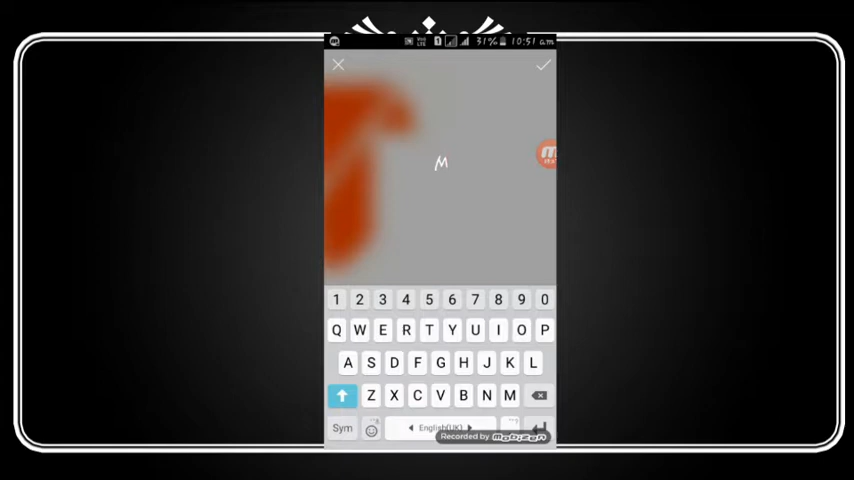 31% 10:51 am
M
1 2 3 4 5 6 7 8 9 0
Q W E R T Y U I O P
A S D F G H J K L
Z X C V B N M
Sym English(UK)
Recorded by mobizen